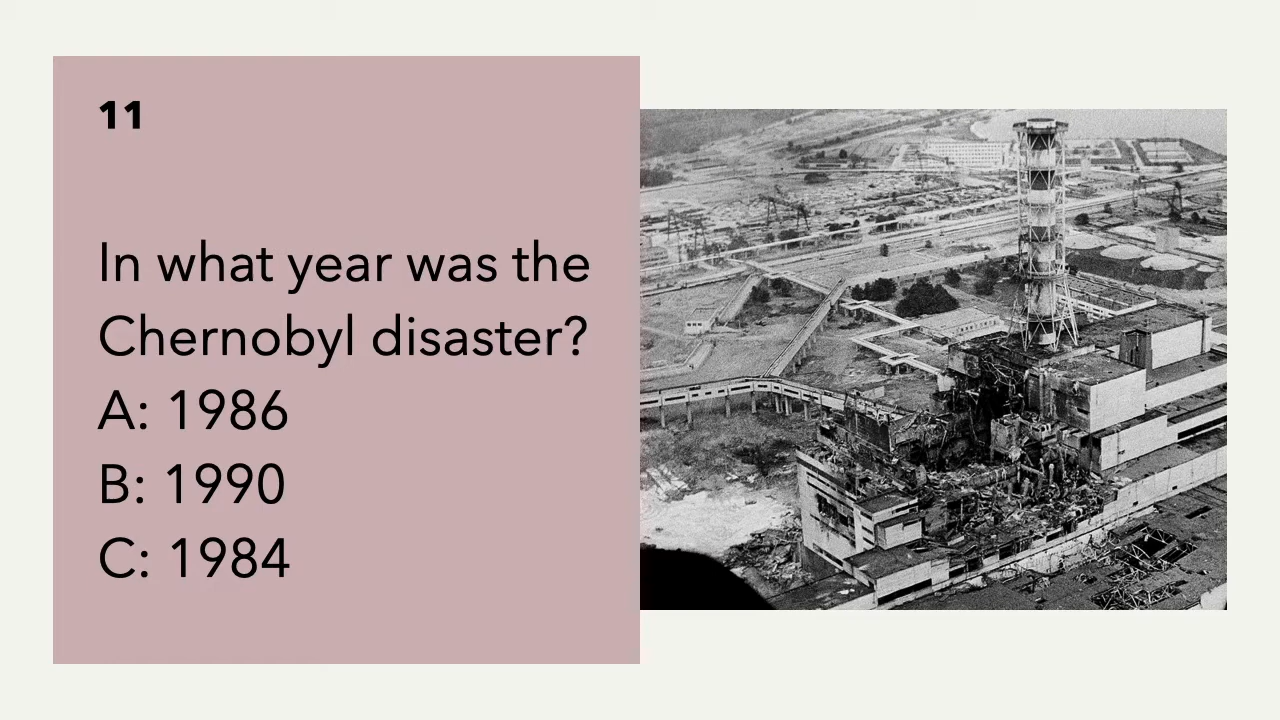 11
In what year was the
Chernobyl disaster?
A: 1986
B: 1990
C: 1984